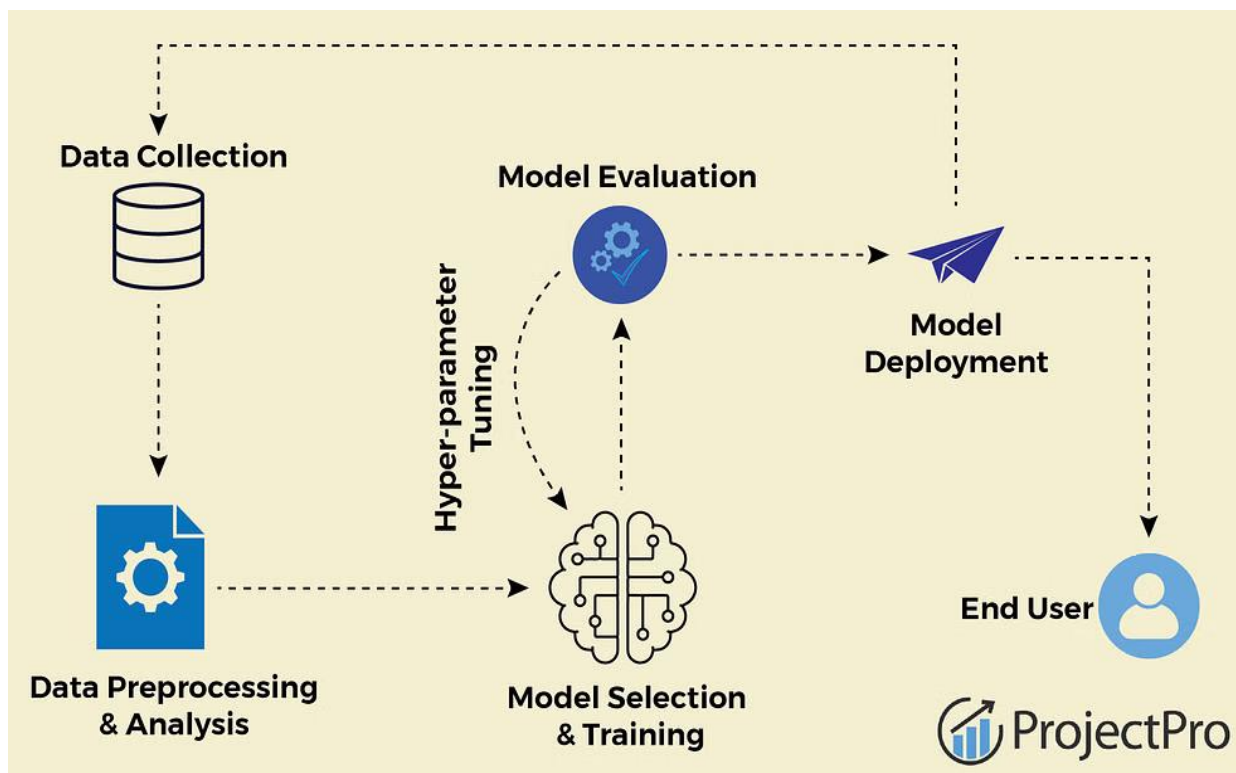 Data Collection
Model Evaluation
Hyper-parameter
Tuning
Model
Deployment
End User
Data Preprocessing
& Analysis
Model Selection
& Training
ProjectPro